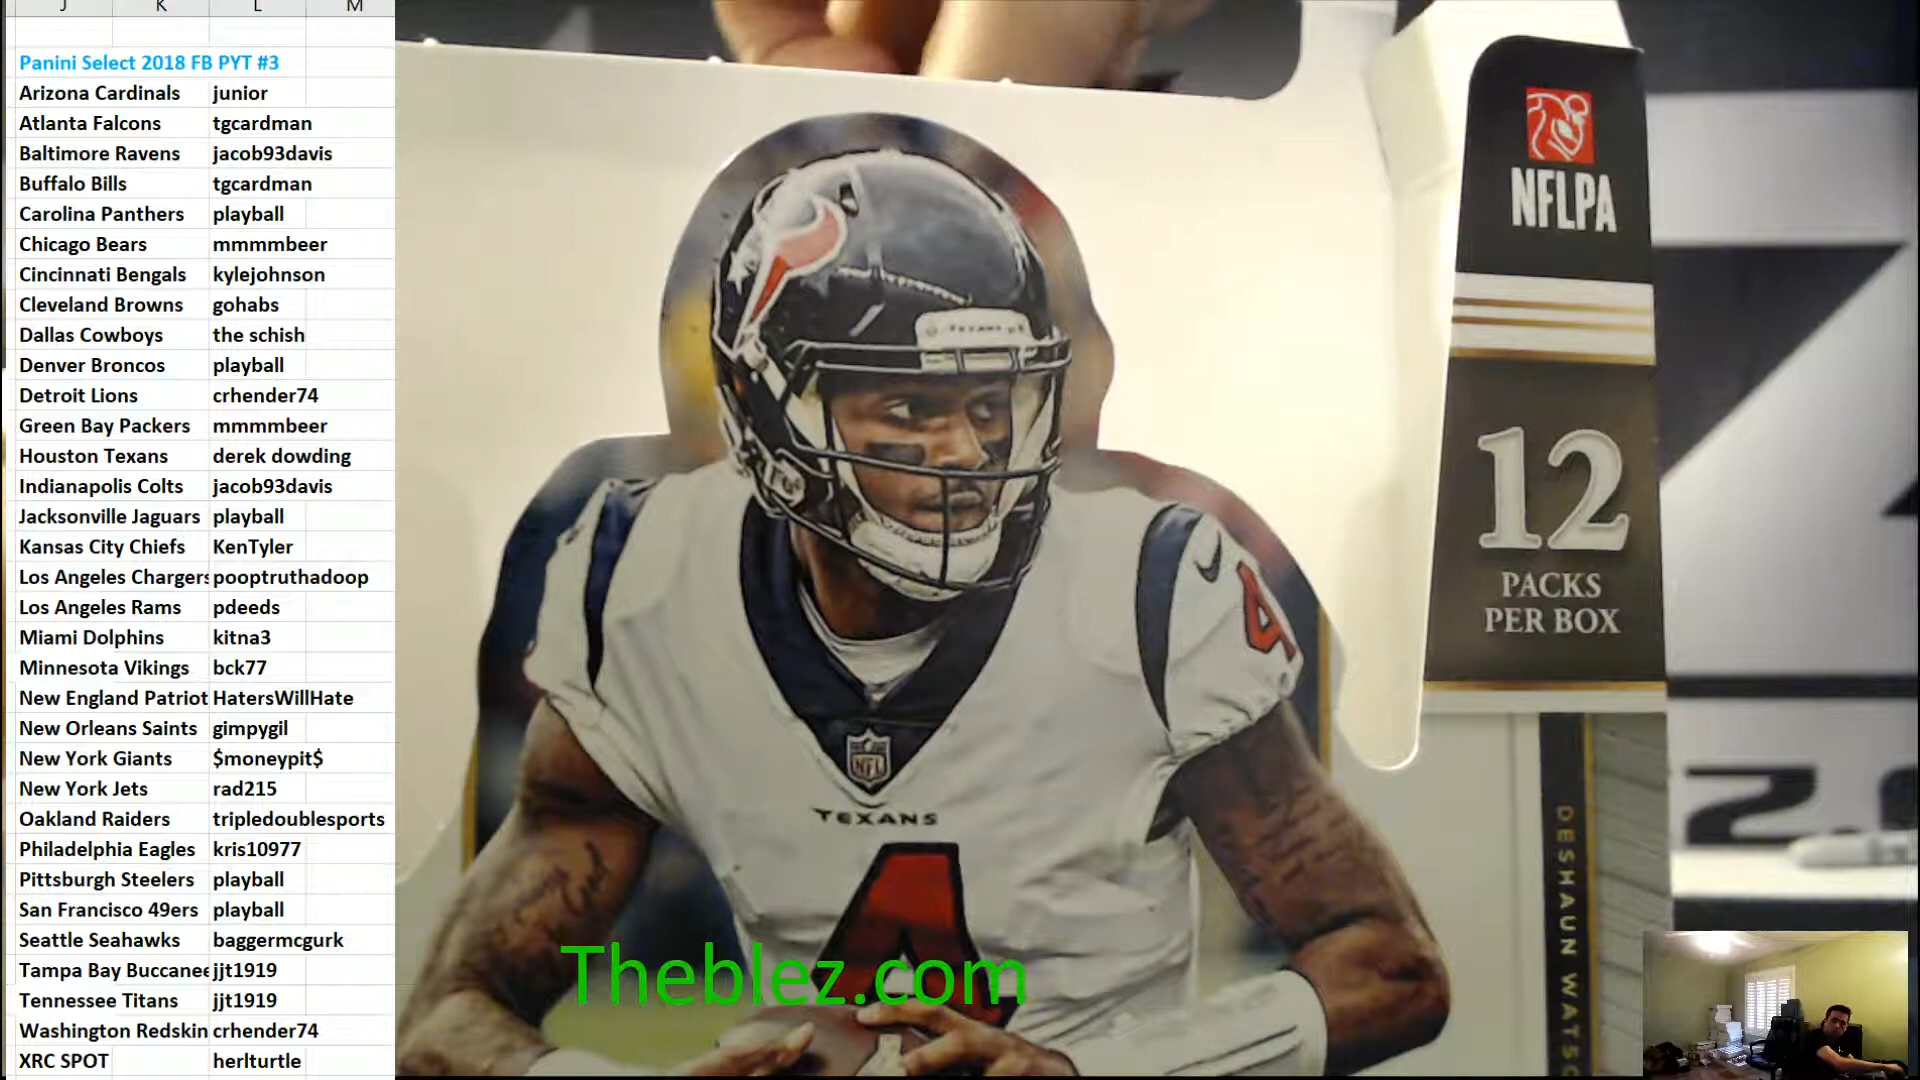 J K L M
Panini Select 2018 FB PYT #3
Arizona Cardinals junior
Atlanta Falcons tgcardman
Baltimore Ravens jacob93davis
Buffalo Bills tgcardman
Carolina Panthers playball
Chicago Bears mmmmbeer
Cincinnati Bengals kylejohnson
Cleveland Browns gohabs
Dallas Cowboys the schish
Denver Broncos playball
Detroit Lions crhender74
Green Bay Packers mmmmbeer
Houston Texans derek dowding
Indianapolis Colts jacob93davis
Jacksonville Jaguars playball
Kansas City Chiefs KenTyler
Los Angeles Chargers pooptruthadoop
Los Angeles Rams pdeeds
Miami Dolphins kitna3
Minnesota Vikings bck77
New England Patriot HatersWillHate
New Orleans Saints gimpygil
New York Giants $moneypit$
New York Jets rad215
Oakland Raiders tripledoublesports
Philadelphia Eagles kris10977
Pittsburgh Steelers playball
San Francisco 49ers playball
Seattle Seahawks baggermcgurk
Tampa Bay Buccanee jjt1919
Tennessee Titans jjt1919
Washington Redskin crhender74
XRC SPOT herlturtle
TEXANS
4
NFL
TEXANS
4
Theblez.com
NFLPA
12
PACKS
PER BOX
DESHAUN WATSO